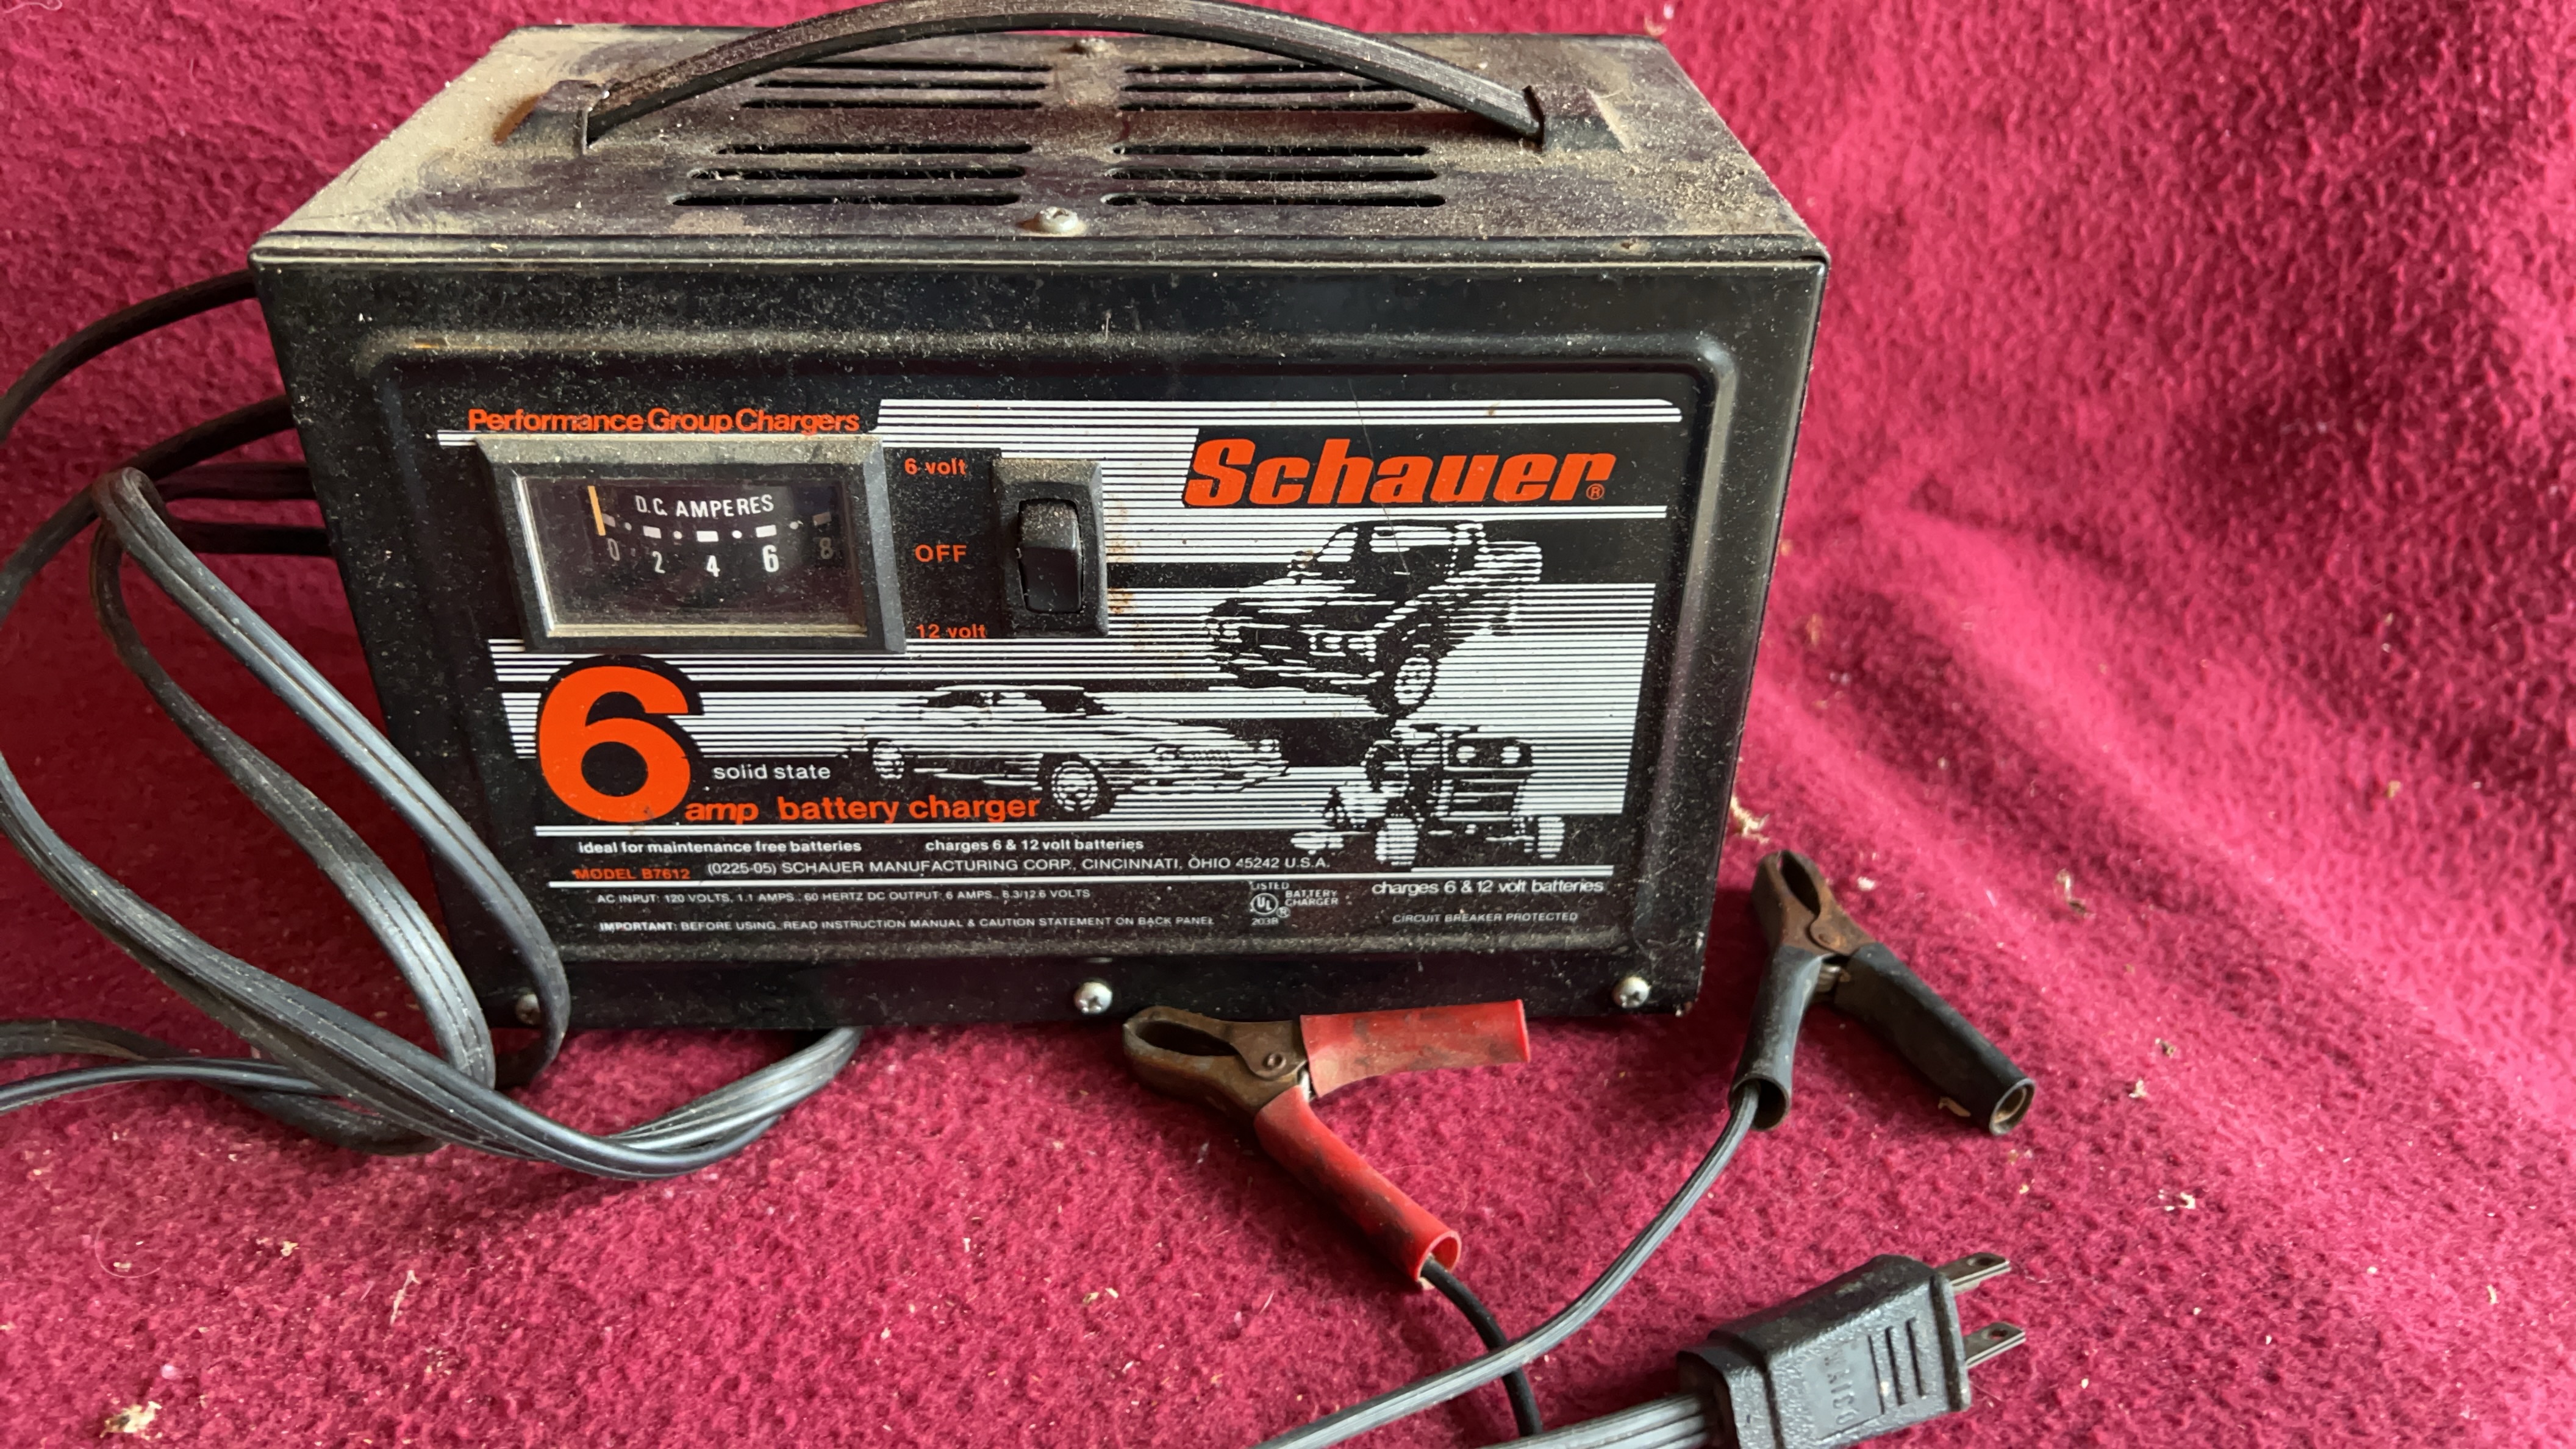 Performance Group Chargers
Schauer®
D.C. AMPERES
0 2 4 6 8
6 volt
OFF
12 volt
6
solid state
amp battery charger
ideal for maintenance free batteries charges 6 & 12 volt batteries
MODEL B7612 (0225-05) SCHAUER MANUFACTURING CORP., CINCINNATI, OHIO 45242 U.S.A.
charges 6 & 12 volt batteries
AC INPUT: 120 VOLTS, 1.1 AMPS., 60 HERTZ DC OUTPUT: 6 AMPS., 6.3/12.6 VOLTS
LISTED
UL®
BATTERY
CHARGER
203B
IMPORTANT: BEFORE USING, READ INSTRUCTION MANUAL & CAUTION STATEMENT ON BACK PANEL
CIRCUIT BREAKER PROTECTED